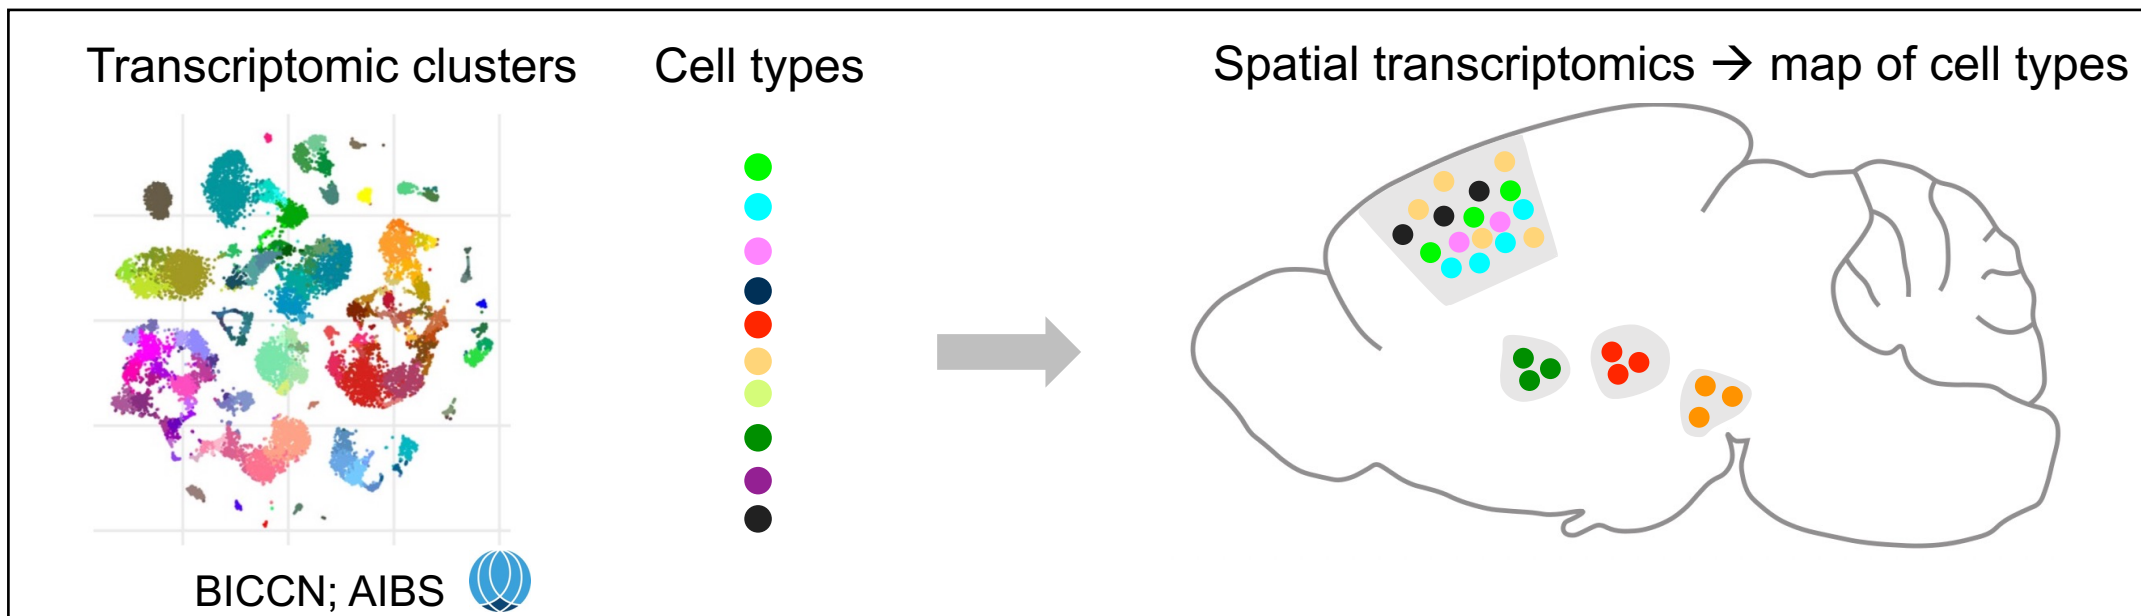 Transcriptomic clusters
Cell types
Spatial transcriptomics → map of cell types
BICCN; AIBS